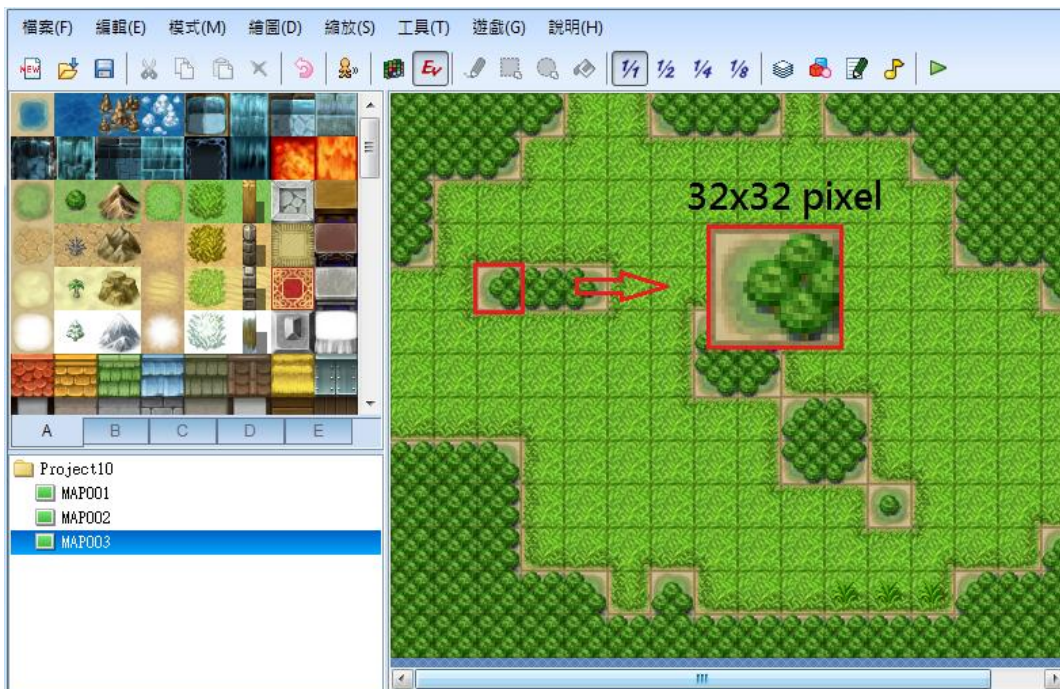 檔案(F) 編輯(E) 模式(M) 繪圖(D) 縮放(S) 工具(T) 遊戲(G) 說明(H)
NEW EV 1/1 1/2 1/4 1/8
32x32 pixel
A B C D E
Project10
MAP001
MAP002
MAP003